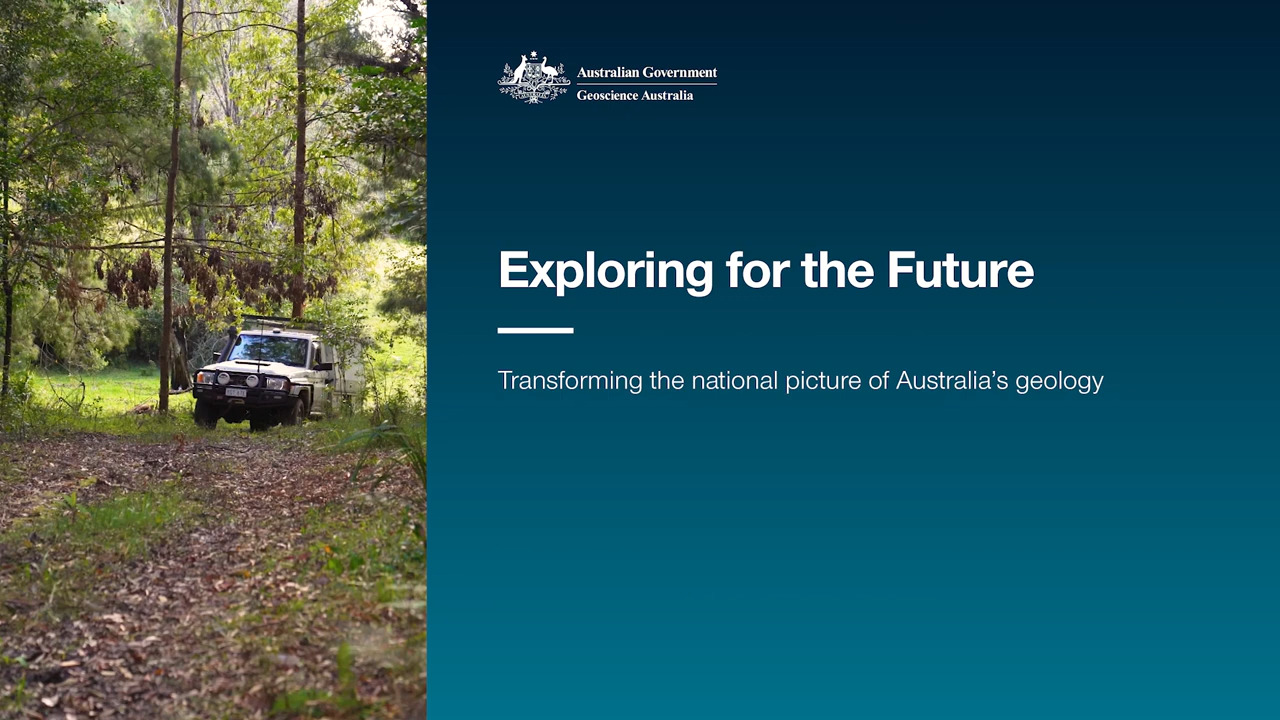 Australian Government
Geoscience Australia
Exploring for the Future
Transforming the national picture of Australia’s geology